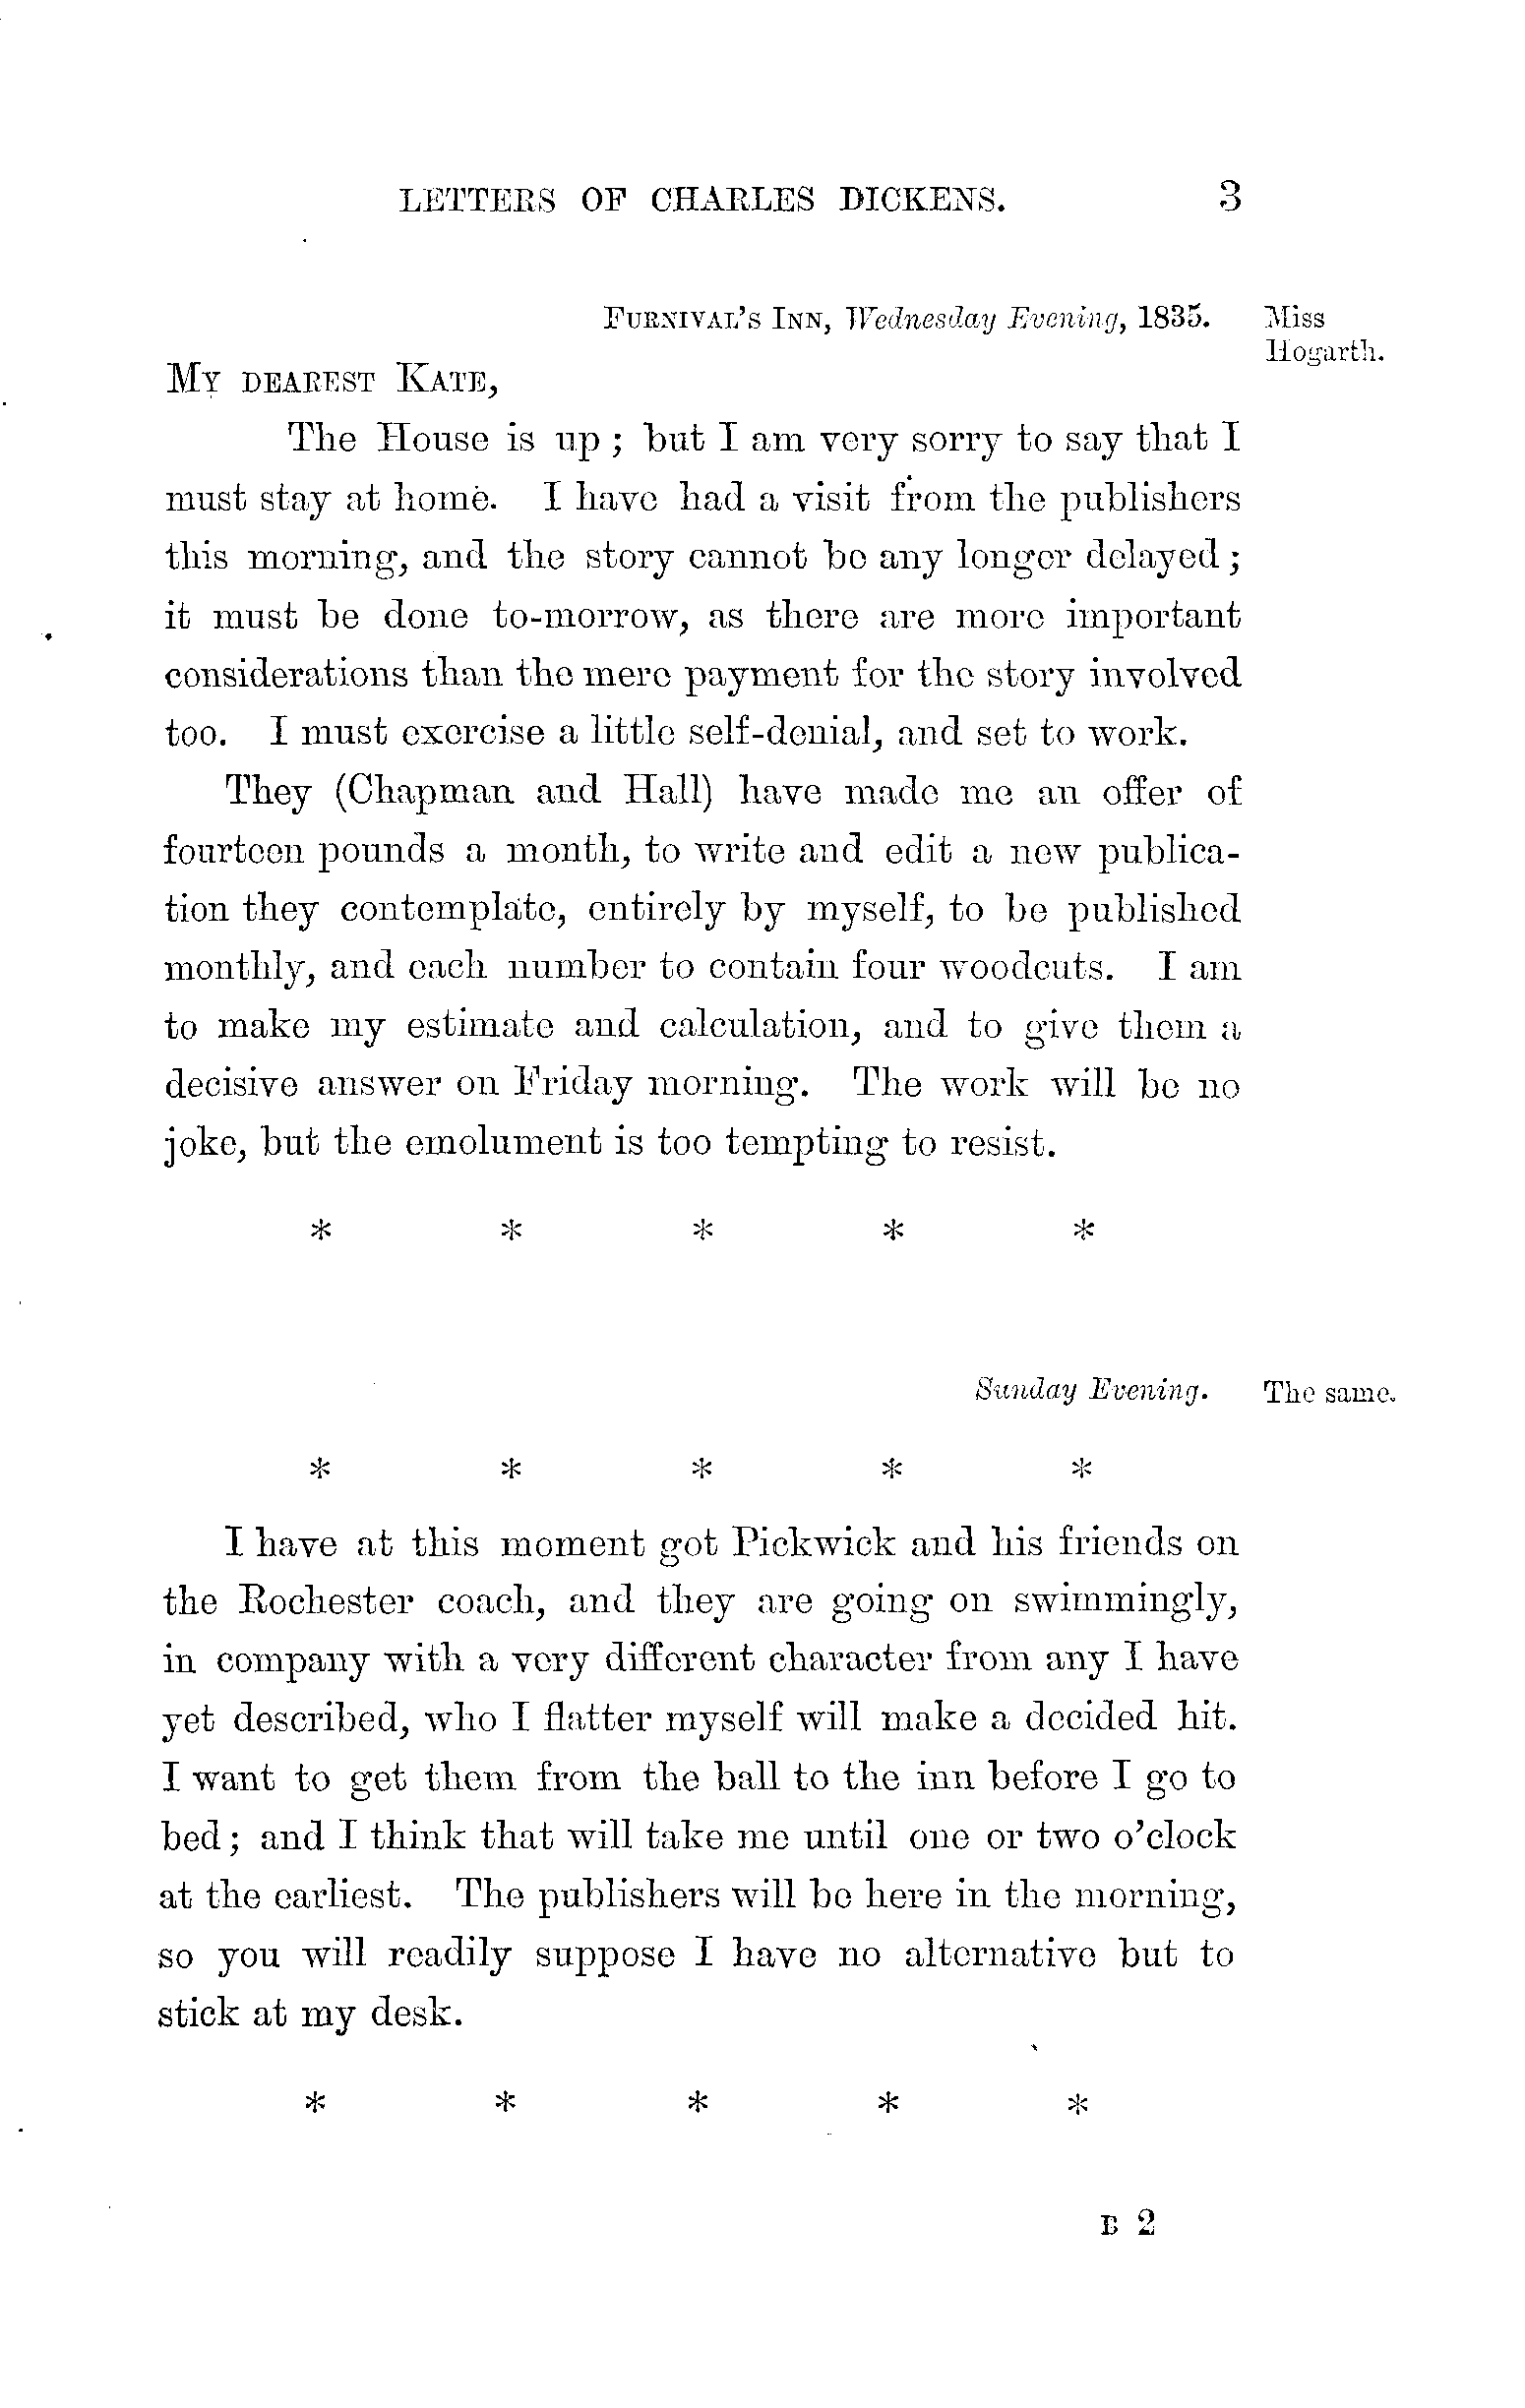 LETTERS OF CHARLES DICKENS. 3
FURNIVAL'S INN, Wednesday Evening, 1835.
Miss
Hogarth.
MY DEAREST KATE,
The House is up; but I am very sorry to say that I
must stay at home. I have had a visit from the publishers
this morning, and the story cannot be any longer delayed;
it must be done to-morrow, as there are more important
considerations than the mere payment for the story involved
too. I must exercise a little self-denial, and set to work.
They (Chapman and Hall) have made me an offer of
fourteen pounds a month, to write and edit a new publica-
tion they contemplate, entirely by myself, to be published
monthly, and each number to contain four woodcuts. I am
to make my estimate and calculation, and to give them a
decisive answer on Friday morning. The work will be no
joke, but the emolument is too tempting to resist.
* * * * *
Sunday Evening. The same.
* * * * *
I have at this moment got Pickwick and his friends on
the Rochester coach, and they are going on swimmingly,
in company with a very different character from any I have
yet described, who I flatter myself will make a decided hit.
I want to get them from the ball to the inn before I go to
bed; and I think that will take me until one or two o'clock
at the earliest. The publishers will be here in the morning,
so you will readily suppose I have no alternative but to
stick at my desk.
* * * * *
B 2